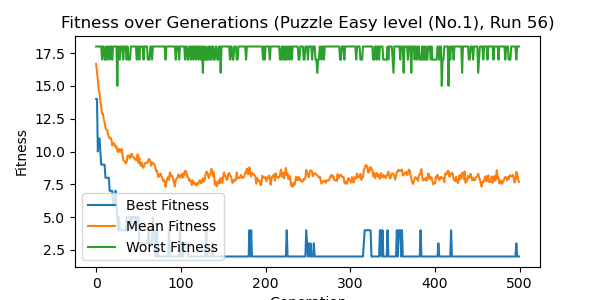 Fitness over Generations (Puzzle Easy level (No.1), Run 56)
17.5
15.0
12.5
10.0
7.5
5.0
2.5
Fitness
Best Fitness
Mean Fitness
Worst Fitness
0 100 200 300 400 500
Generation